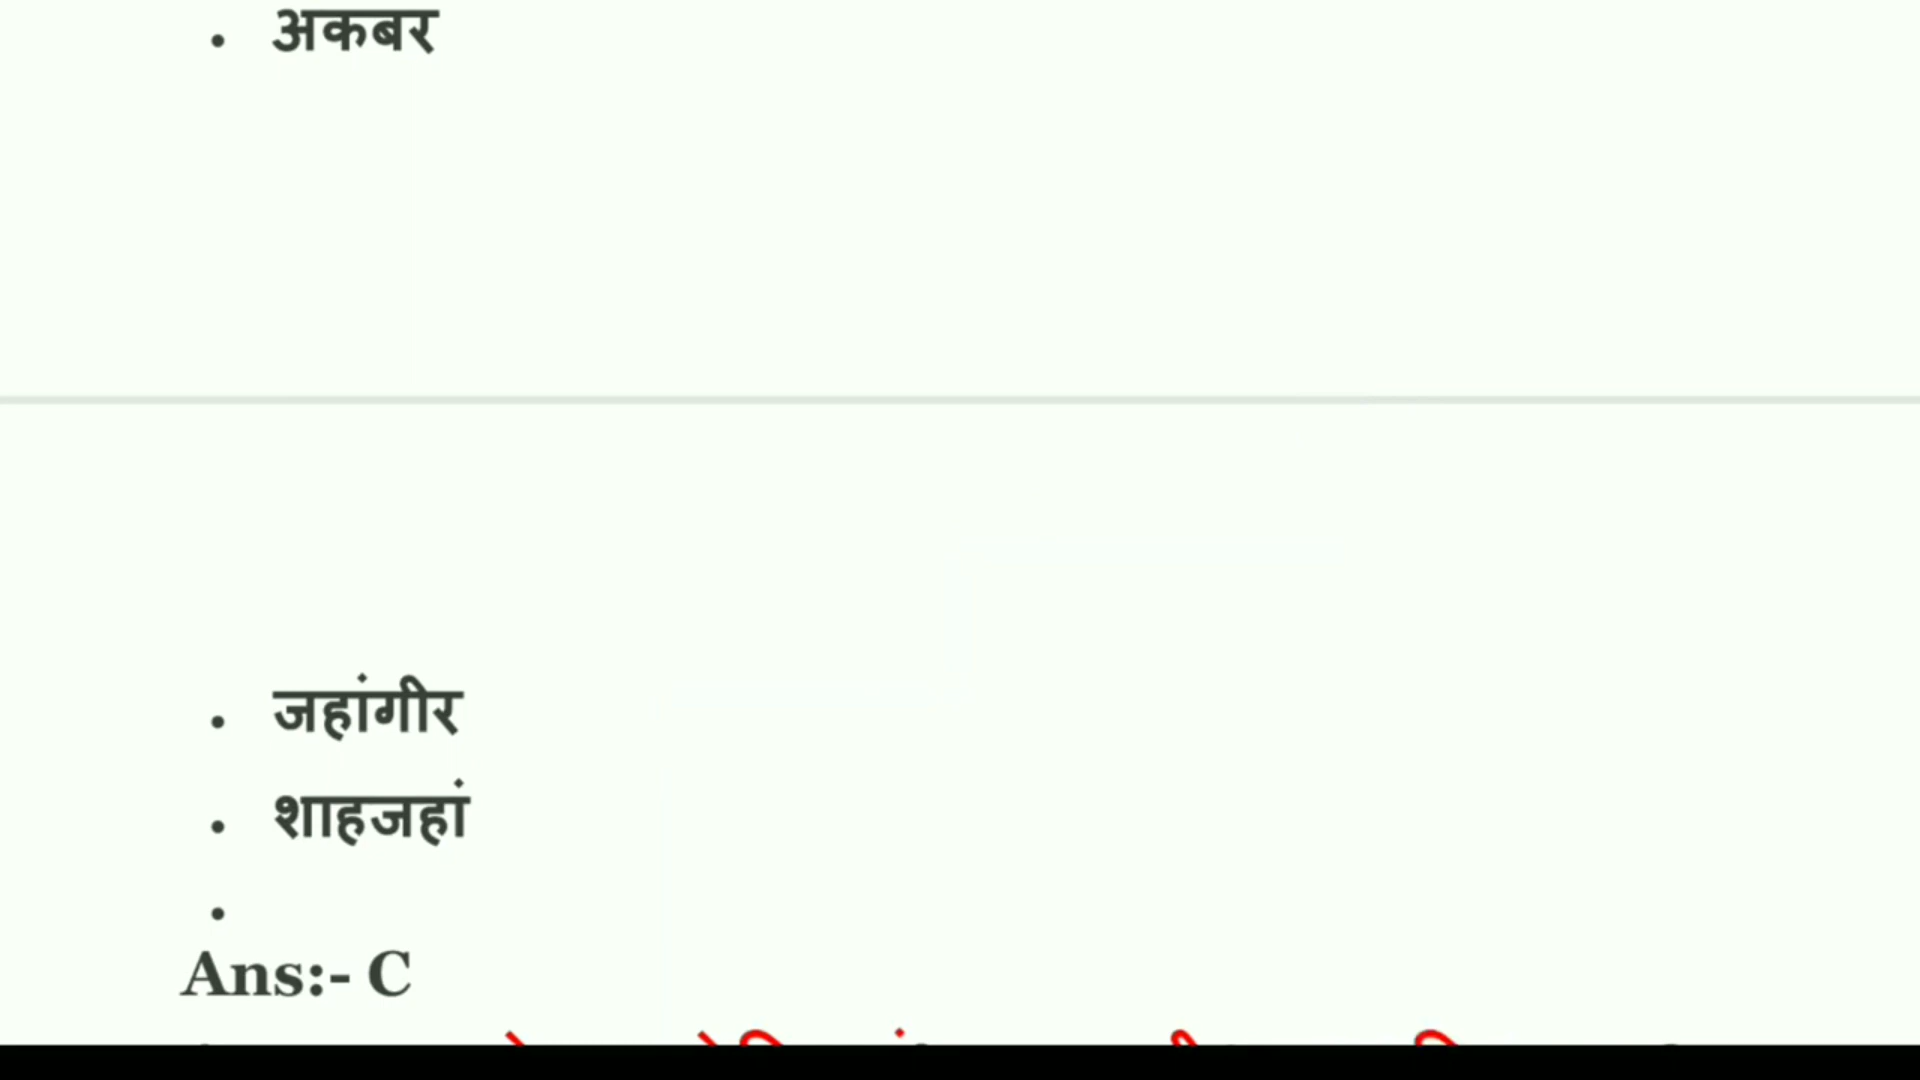 • अकबर
• जहांगीर
• शाहजहां
•
Ans:- C